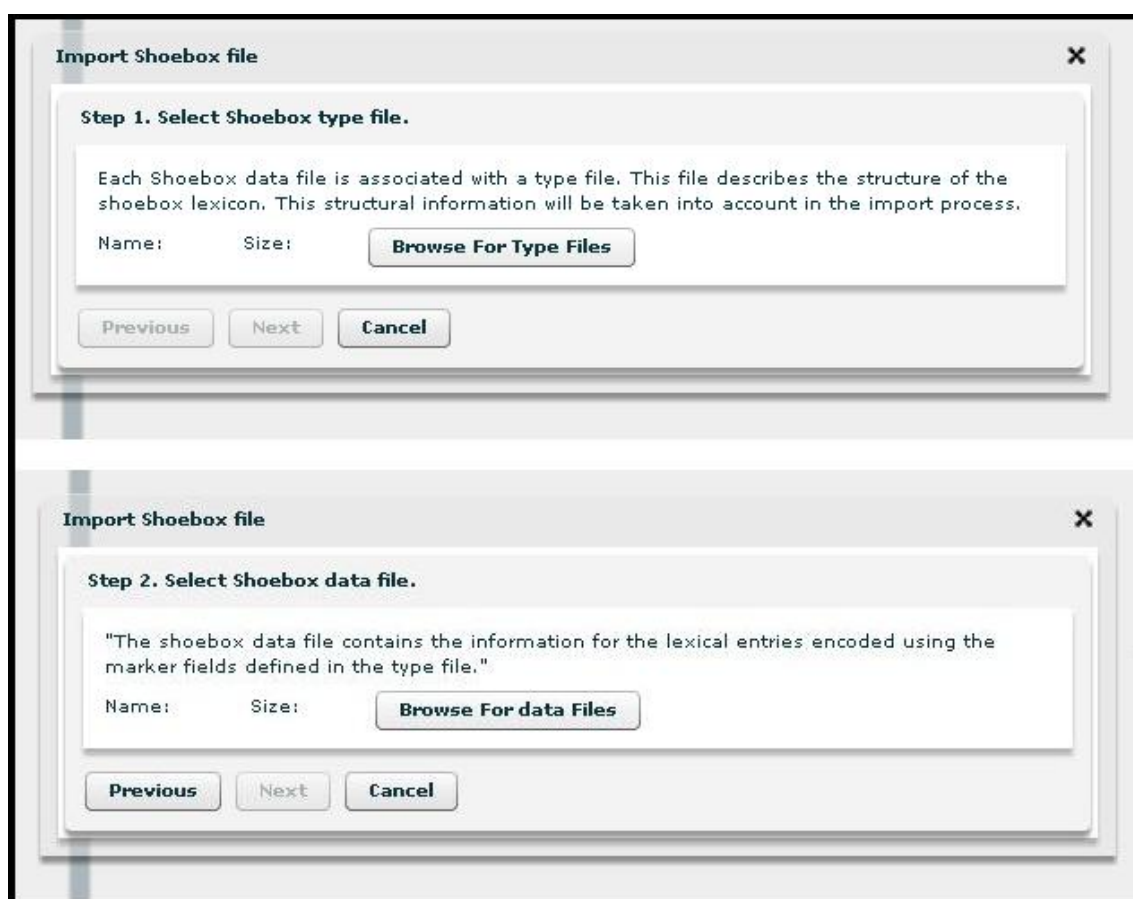 Import Shoebox file
Step 1. Select Shoebox type file.
Each Shoebox data file is associated with a type file. This file describes the structure of the
shoebox lexicon. This structural information will be taken into account in the import process.
Name: Size: Browse For Type Files
Previous Next Cancel
Import Shoebox file
Step 2. Select Shoebox data file.
"The shoebox data file contains the information for the lexical entries encoded using the
marker fields defined in the type file."
Name: Size: Browse For data Files
Previous Next Cancel